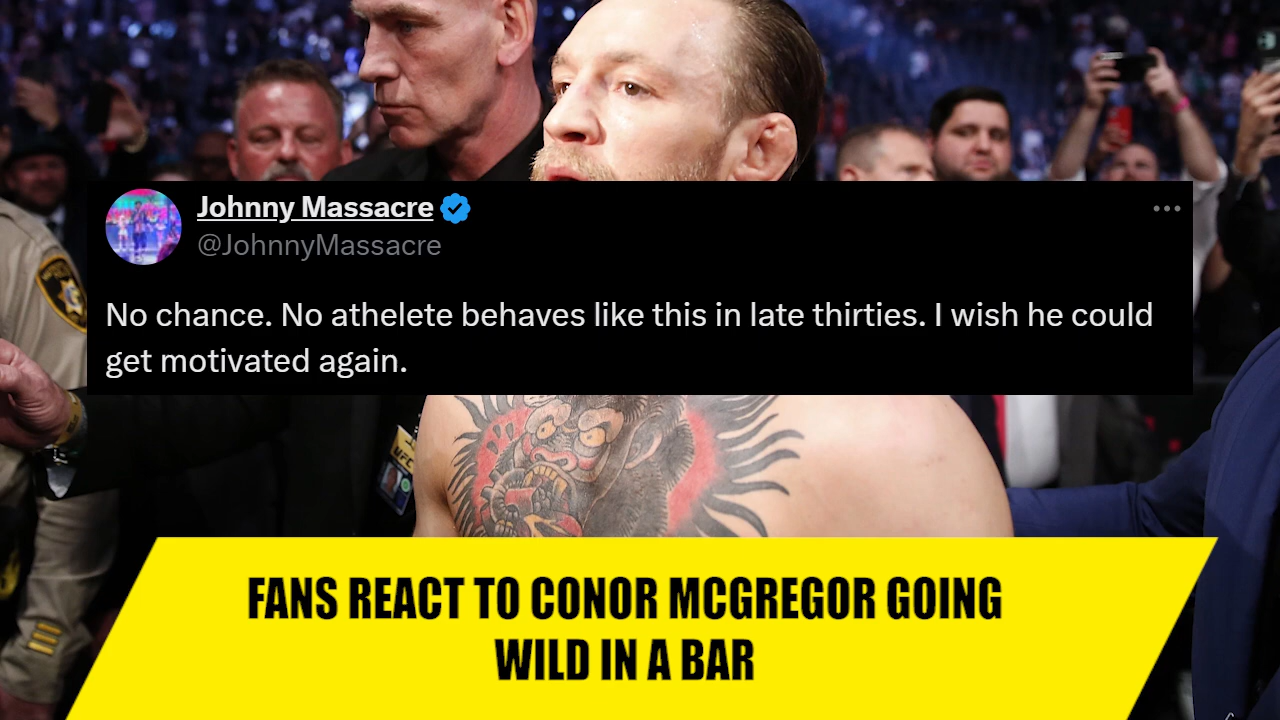 Johnny Massacre
@JohnnyMassacre
No chance. No athelete behaves like this in late thirties. I wish he could
get motivated again.
UFC
FANS REACT TO CONOR MCGREGOR GOING
WILD IN A BAR